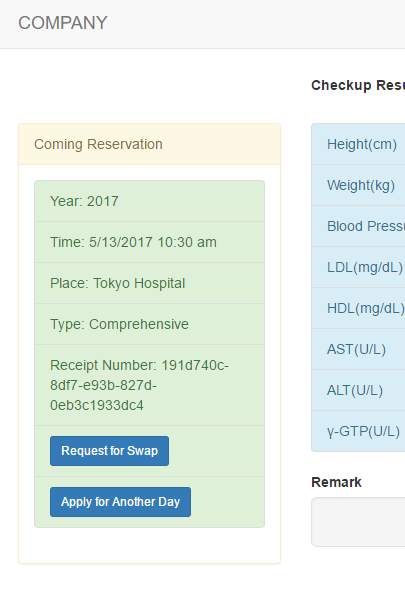 COMPANY
Coming Reservation
Year: 2017
Time: 5/13/2017 10:30 am
Place: Tokyo Hospital
Type: Comprehensive
Receipt Number: 191d740c-
8df7-e93b-827d-
0eb3c1933dc4
Request for Swap
Apply for Another Day
Checkup Resu
Height(cm)
Weight(kg)
Blood Pressu
LDL(mg/dL)
HDL(mg/dL)
AST(U/L)
ALT(U/L)
γ-GTP(U/L)
Remark